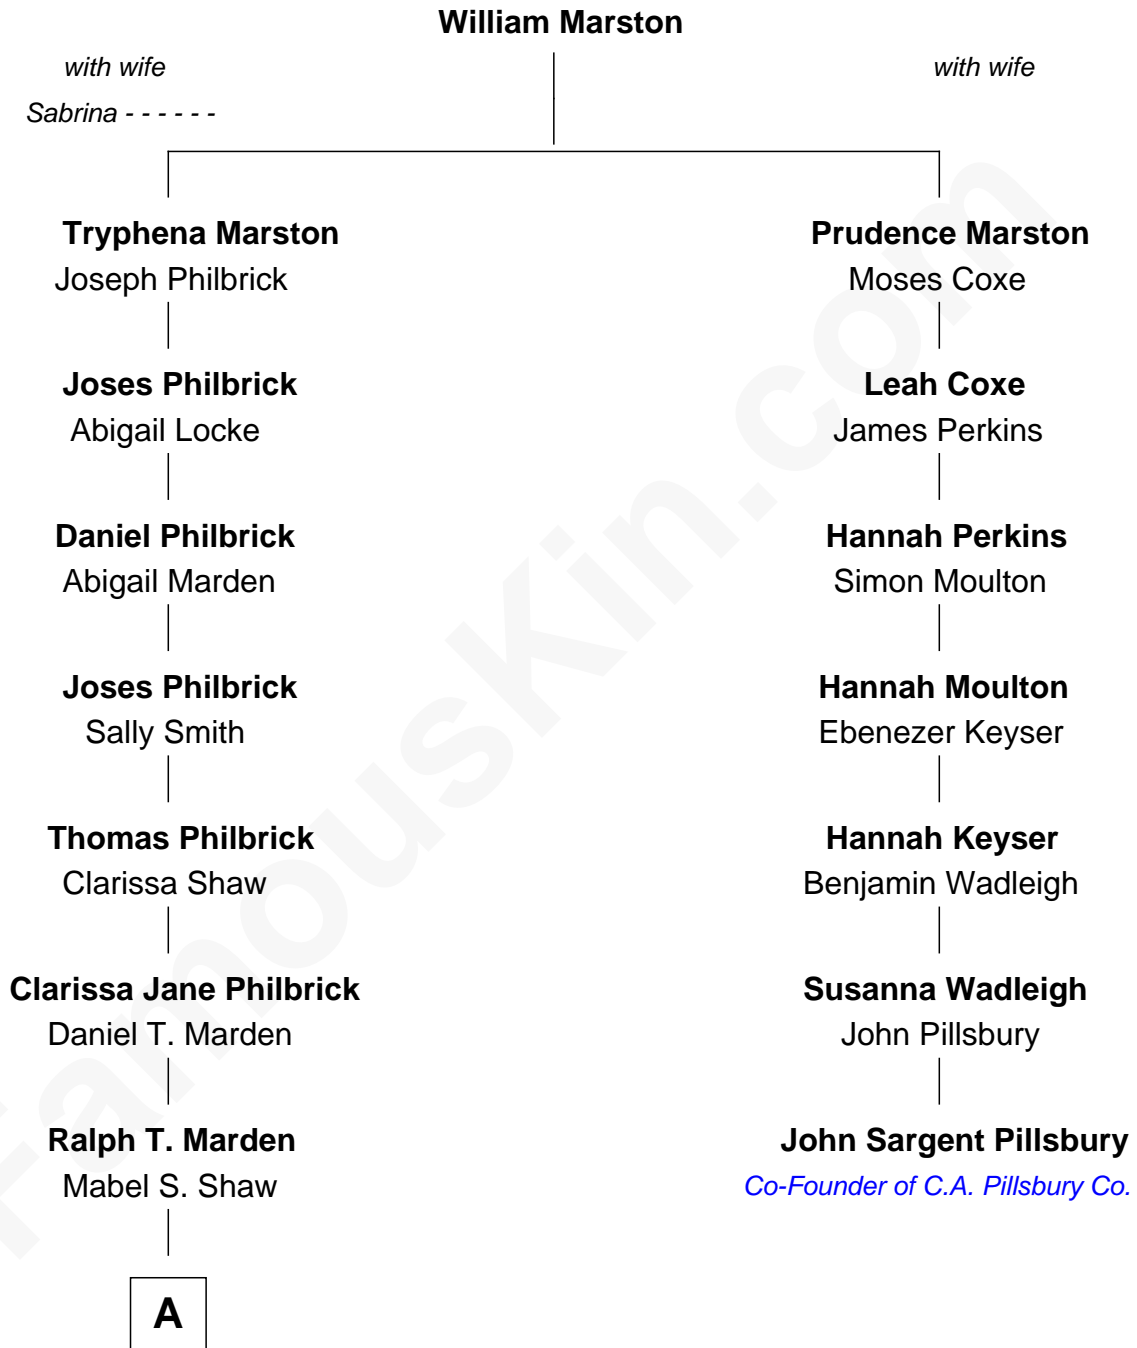 William Marston
with wife
with wife
Sabrina - - - - - -
Tryphena Marston
Prudence Marston
Joseph Philbrick
Moses Coxe
Joses Philbrick
Leah Coxe
Abigail Locke
James Perkins
Daniel Philbrick
Hannah Perkins
Abigail Marden
Simon Moulton
Joses Philbrick
Hannah Moulton
Sally Smith
Ebenezer Keyser
Thomas Philbrick
Hannah Keyser
Clarissa Shaw
Benjamin Wadleigh
Clarissa Jane Philbrick
Susanna Wadleigh
Daniel T. Marden
John Pillsbury
Ralph T. Marden
John Sargent Pillsbury
Mabel S. Shaw
Co-Founder of C.A. Pillsbury Co.
A
FamousKin.com